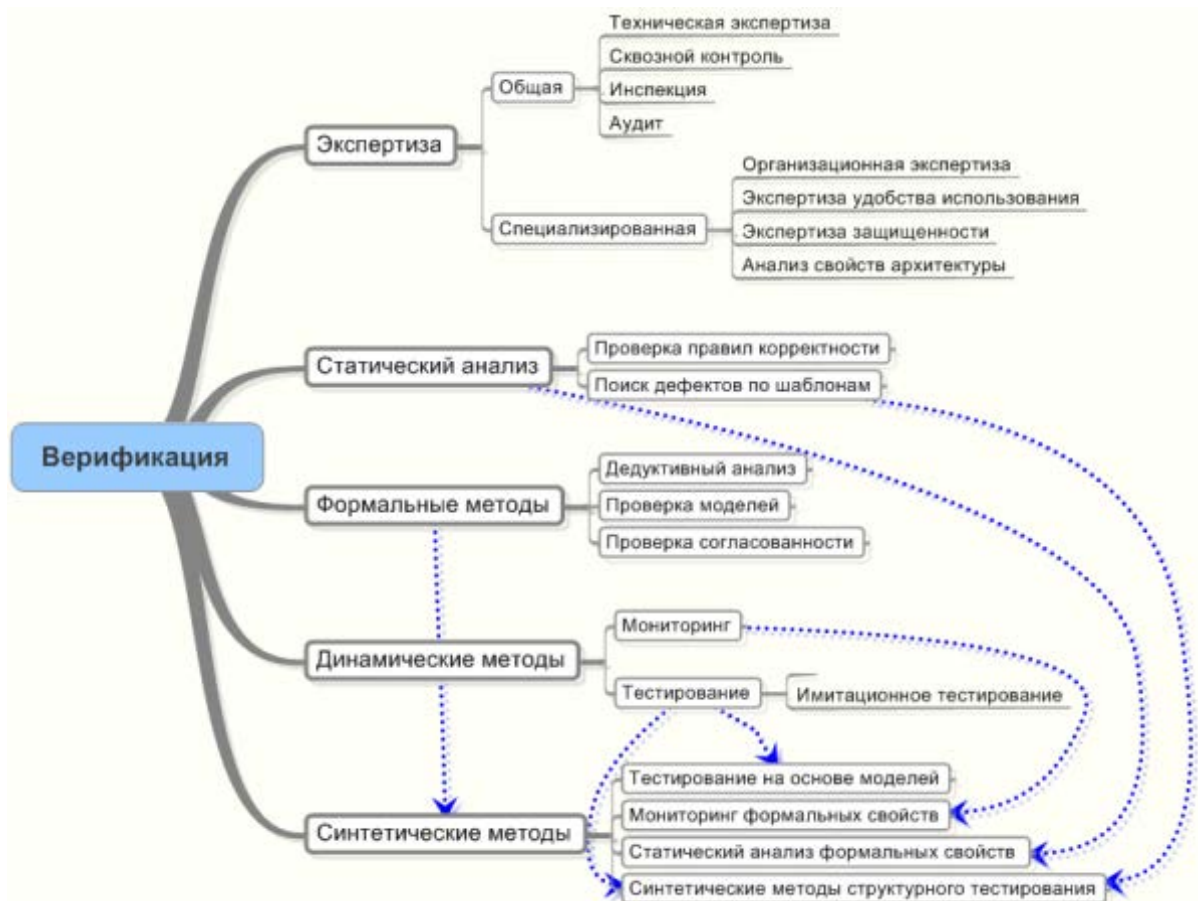 Техническая экспертиза
Сквозной контроль
Общая
Инспекция
Аудит
Экспертиза
Организационная экспертиза
Экспертиза удобства использования
Специализированная
Экспертиза защищенности
Анализ свойств архитектуры
Статический анализ
Проверка правил корректности
Поиск дефектов по шаблонам
Верификация
Формальные методы
Дедуктивный анализ
Проверка моделей
Проверка согласованности
Динамические методы
Мониторинг
Тестирование
Имитационное тестирование
Синтетические методы
Тестирование на основе моделей
Мониторинг формальных свойств
Статический анализ формальных свойств
Синтетические методы структурного тестирования